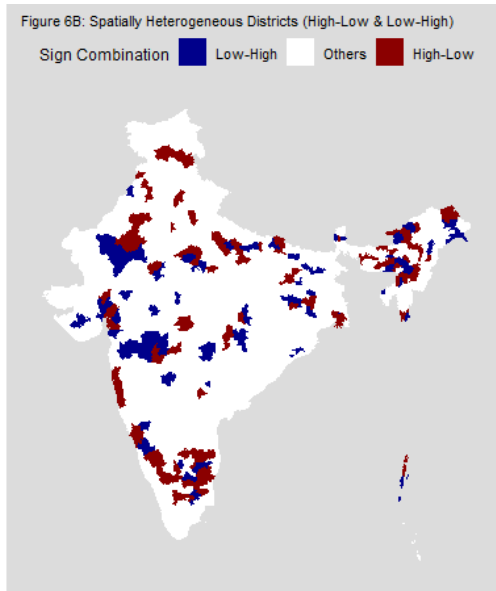 Figure 6B: Spatially Heterogeneous Districts (High-Low & Low-High)
Sign Combination Low-High Others High-Low